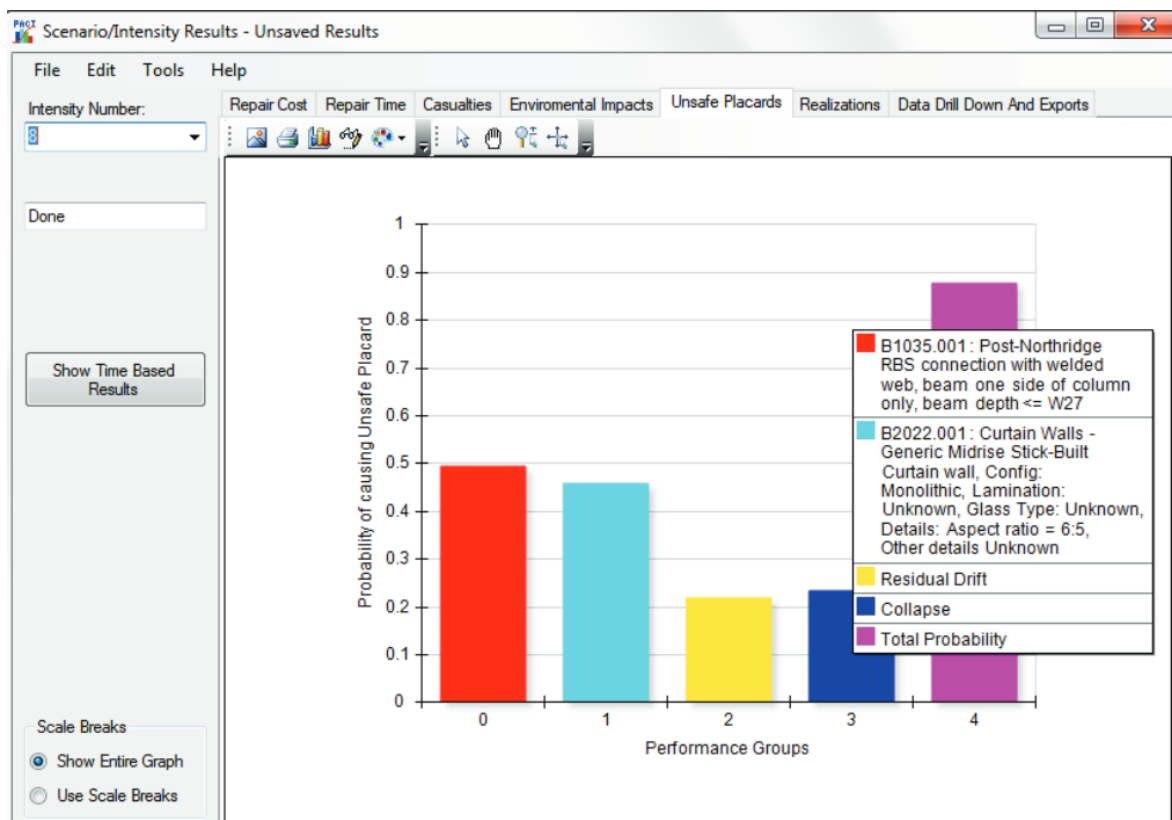 PACT
Scenario/Intensity Results - Unsaved Results
File Edit Tools Help
Intensity Number:
8
Done
Show Time Based
Results
Scale Breaks
Show Entire Graph
Use Scale Breaks
Repair Cost Repair Time Casualties Enviromental Impacts Unsafe Placards Realizations Data Drill Down And Exports
Probability of causing Unsafe Placard
1
0.9
0.8
0.7
0.6
0.5
0.4
0.3
0.2
0.1
0
0 1 2 3 4
Performance Groups
B1035.001 : Post-Northridge
RBS connection with welded
web, beam one side of column
only, beam depth <= W27
B2022.001 : Curtain Walls -
Generic Midrise Stick-Built
Curtain wall, Config:
Monolithic, Lamination:
Unknown, Glass Type: Unknown,
Details: Aspect ratio = 6:5,
Other details Unknown
Residual Drift
Collapse
Total Probability